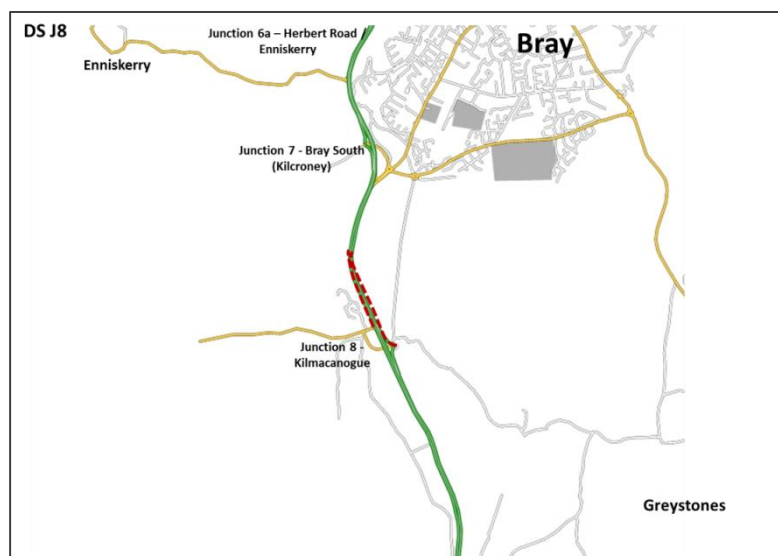 DS J8
Junction 6a – Herbert Road /
Enniskerry
Bray
Enniskerry
Junction 7 - Bray South
(Kilcroney)
Junction 8 -
Kilmacanogue
Greystones